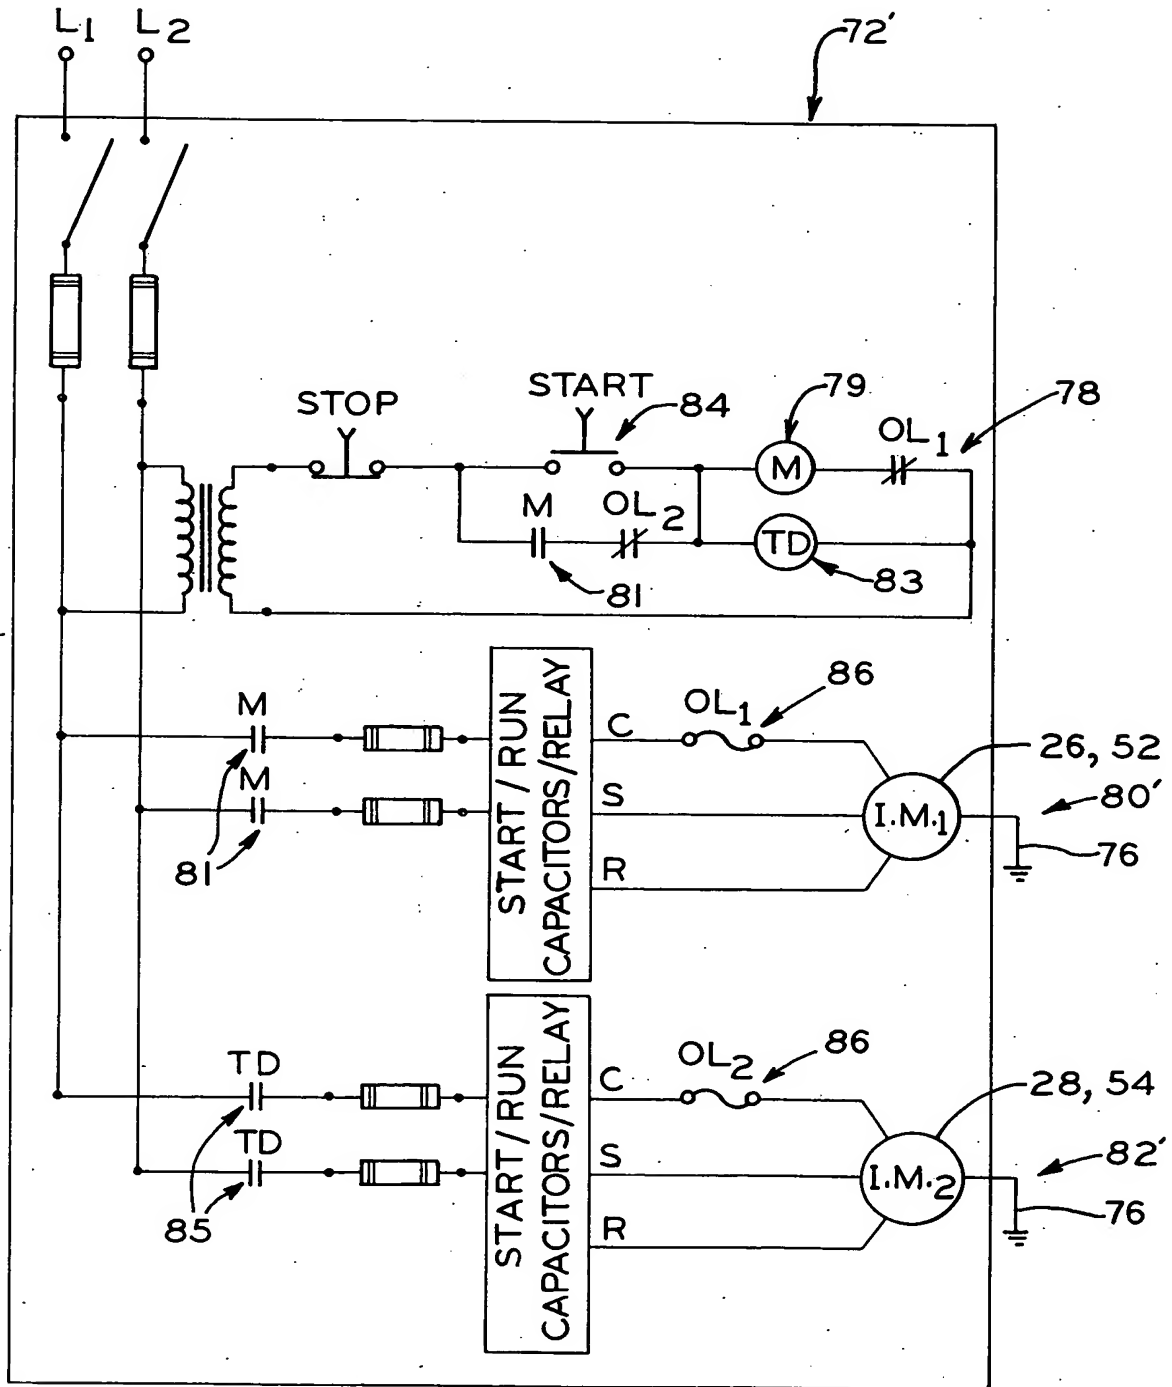 L1 L2
72'
STOP
START
84
79
OL1
78
M
M
OL2
TD
81
83
M
M
81
START/RUN
CAPACITORS/RELAY
C
OL1
86
S
R
I.M.1
26, 52
80'
76
TD
TD
85
START/RUN
CAPACITORS/RELAY
C
OL2
86
S
R
I.M.2
28, 54
82'
76